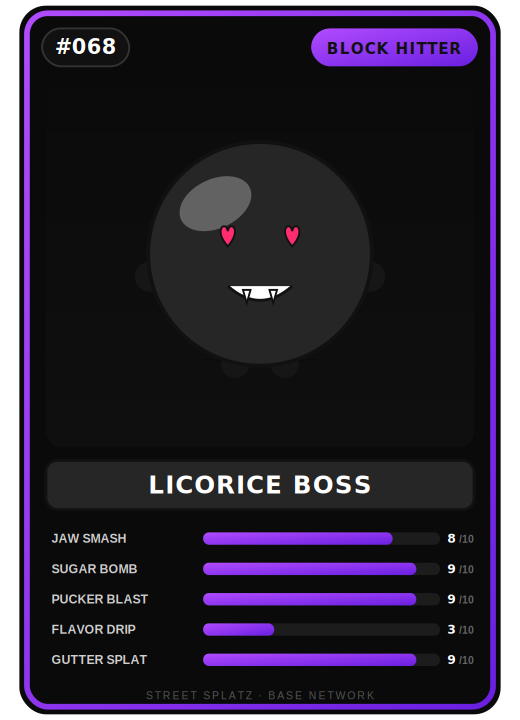 #068
BLOCK HITTER
LICORICE BOSS
JAW SMASH 8 /10
SUGAR BOMB 9 /10
PUCKER BLAST 9 /10
FLAVOR DRIP 3 /10
GUTTER SPLAT 9 /10
STREET SPLATZ · BASE NETWORK